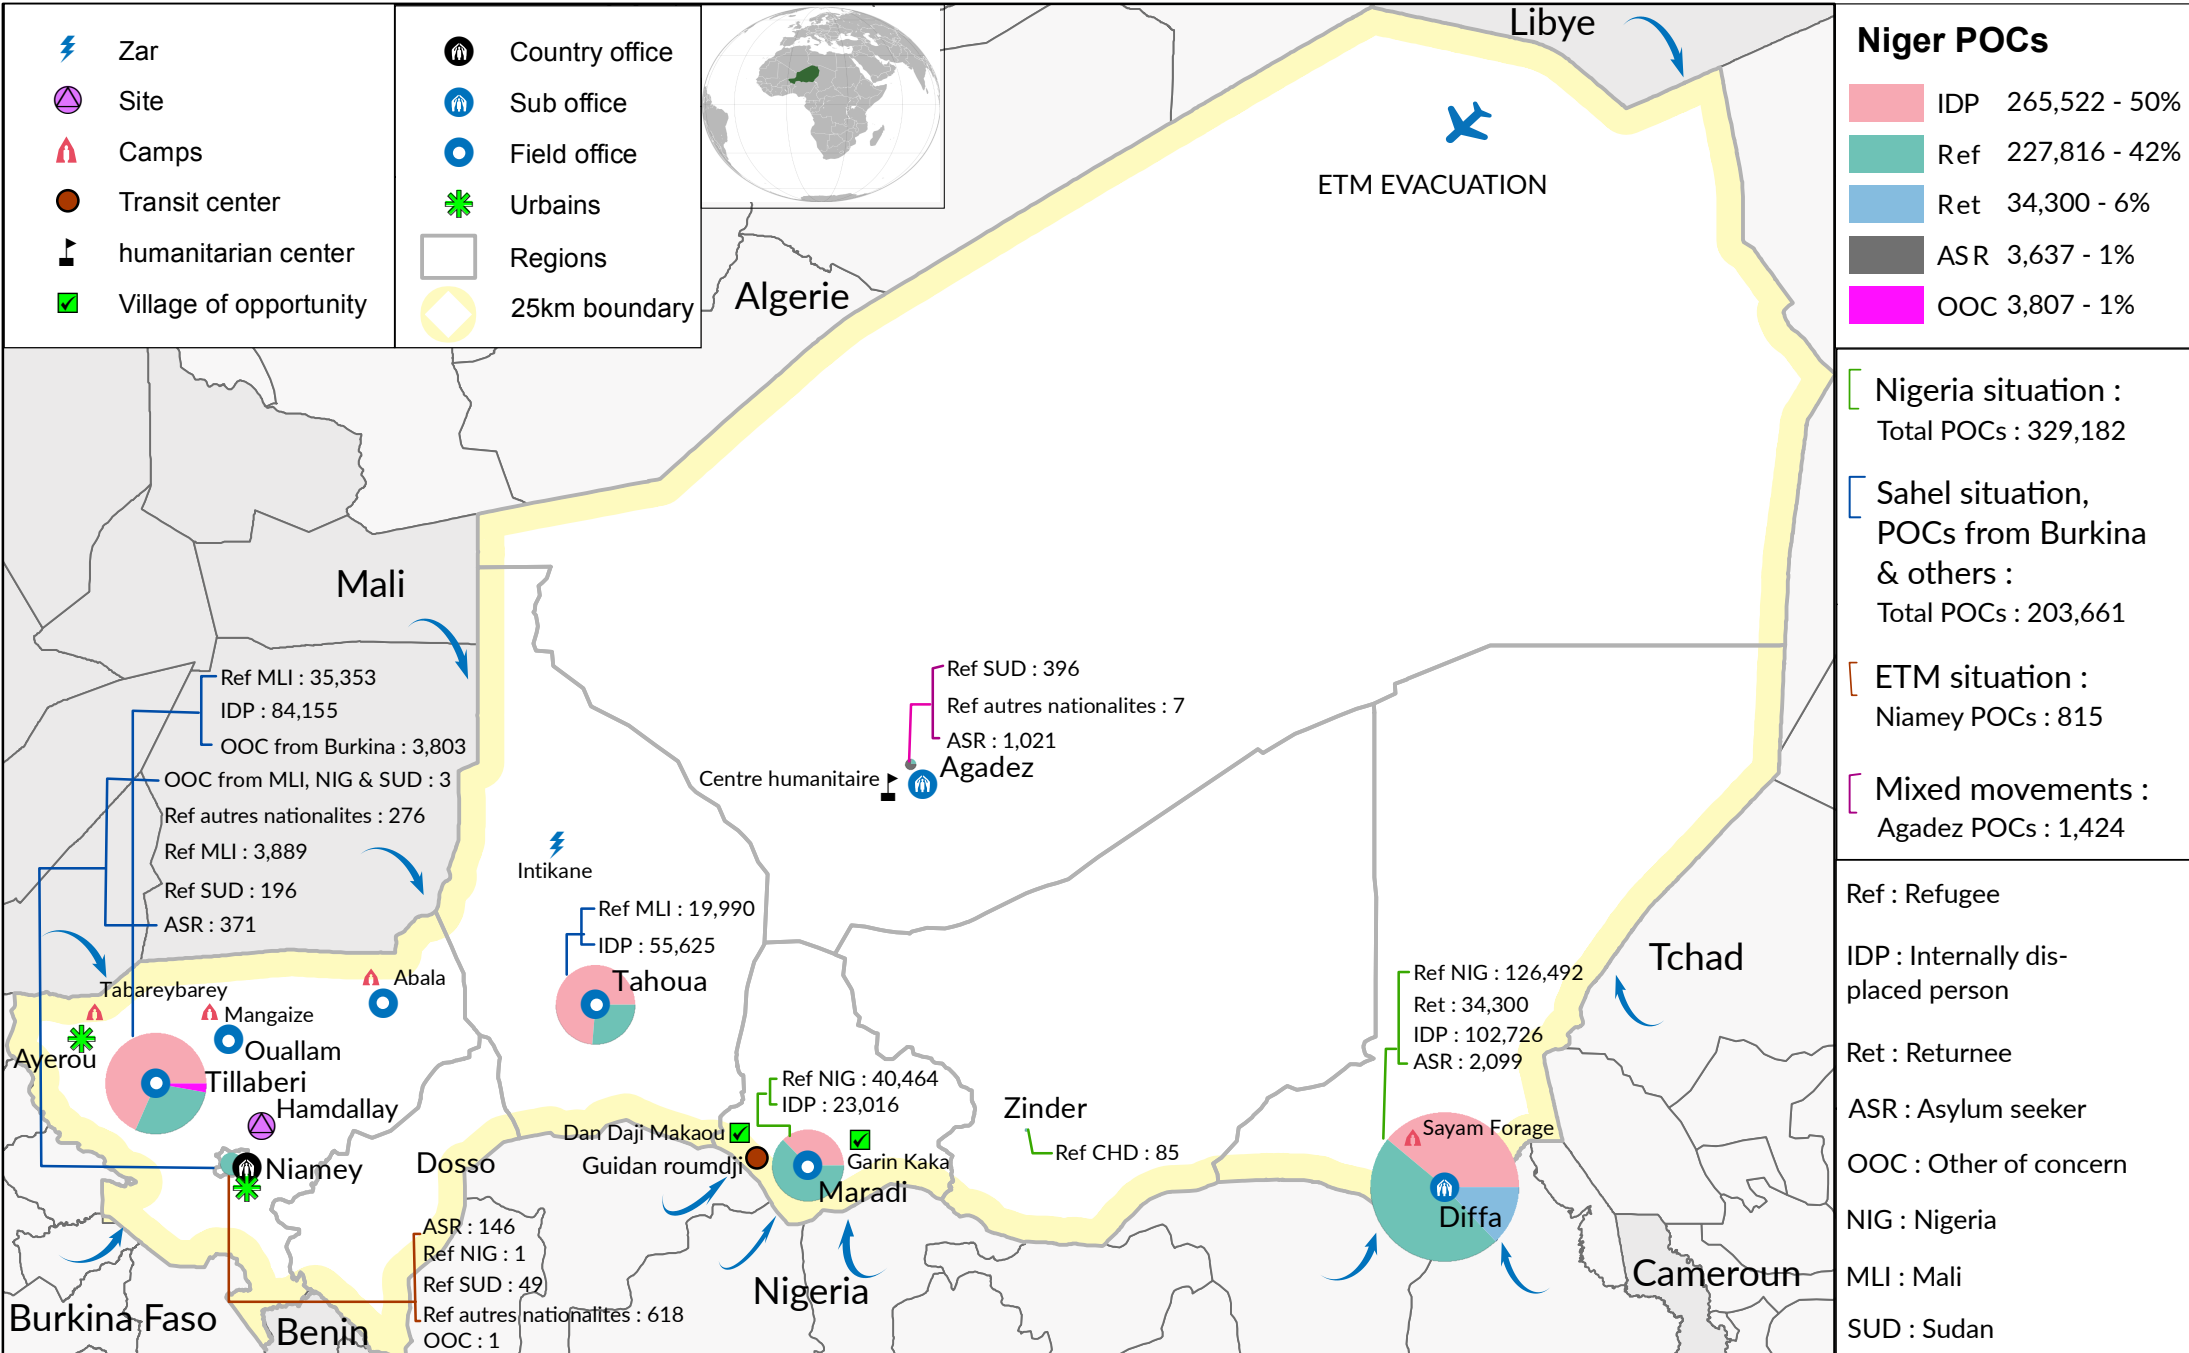 Zar
Site
Camps
Transit center
humanitarian center
Village of opportunity
Country office
Sub office
Field office
Urbains
Regions
25km boundary
Libye
ETM EVACUATION
Algerie
Mali
Ref MLI : 35,353
IDP : 84,155
OOC from Burkina : 3,803
OOC from MLI, NIG & SUD : 3
Ref autres nationalites : 276
Ref MLI : 3,889
Ref SUD : 196
ASR : 371
Ref SUD : 396
Ref autres nationalites : 7
ASR : 1,021
Centre humanitaire
Agadez
Intikane
Ref MLI : 19,990
IDP : 55,625
Tahoua
Abala
Tabareybarey
Mangaize
Ayerou
Ouallam
Tillaberi
Hamdallay
Niamey
Dosso
Ref NIG : 40,464
IDP : 23,016
Dan Daji Makaou
Guidan roumdji
Garin Kaka
Maradi
Zinder
Ref CHD : 85
Ref NIG : 126,492
Ret : 34,300
IDP : 102,726
ASR : 2,099
Sayam Forage
Diffa
Tchad
Cameroun
Nigeria
ASR : 146
Ref NIG : 1
Ref SUD : 49
Ref autres nationalites : 618
OOC : 1
Burkina Faso
Benin
Niger POCs
IDP 265,522 - 50%
Ref 227,816 - 42%
Ret 34,300 - 6%
ASR 3,637 - 1%
OOC 3,807 - 1%
Nigeria situation :
Total POCs : 329,182
Sahel situation,
POCs from Burkina
& others :
Total POCs : 203,661
ETM situation :
Niamey POCs : 815
Mixed movements :
Agadez POCs : 1,424
Ref : Refugee
IDP : Internally dis-
placed person
Ret : Returnee
ASR : Asylum seeker
OOC : Other of concern
NIG : Nigeria
MLI : Mali
SUD : Sudan